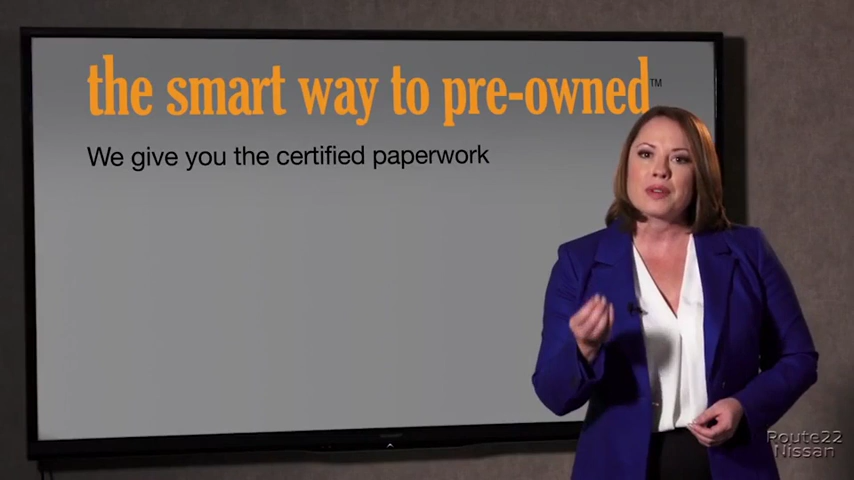 the smart way to pre-owned™
We give you the certified paperwork
Route22
Nissan